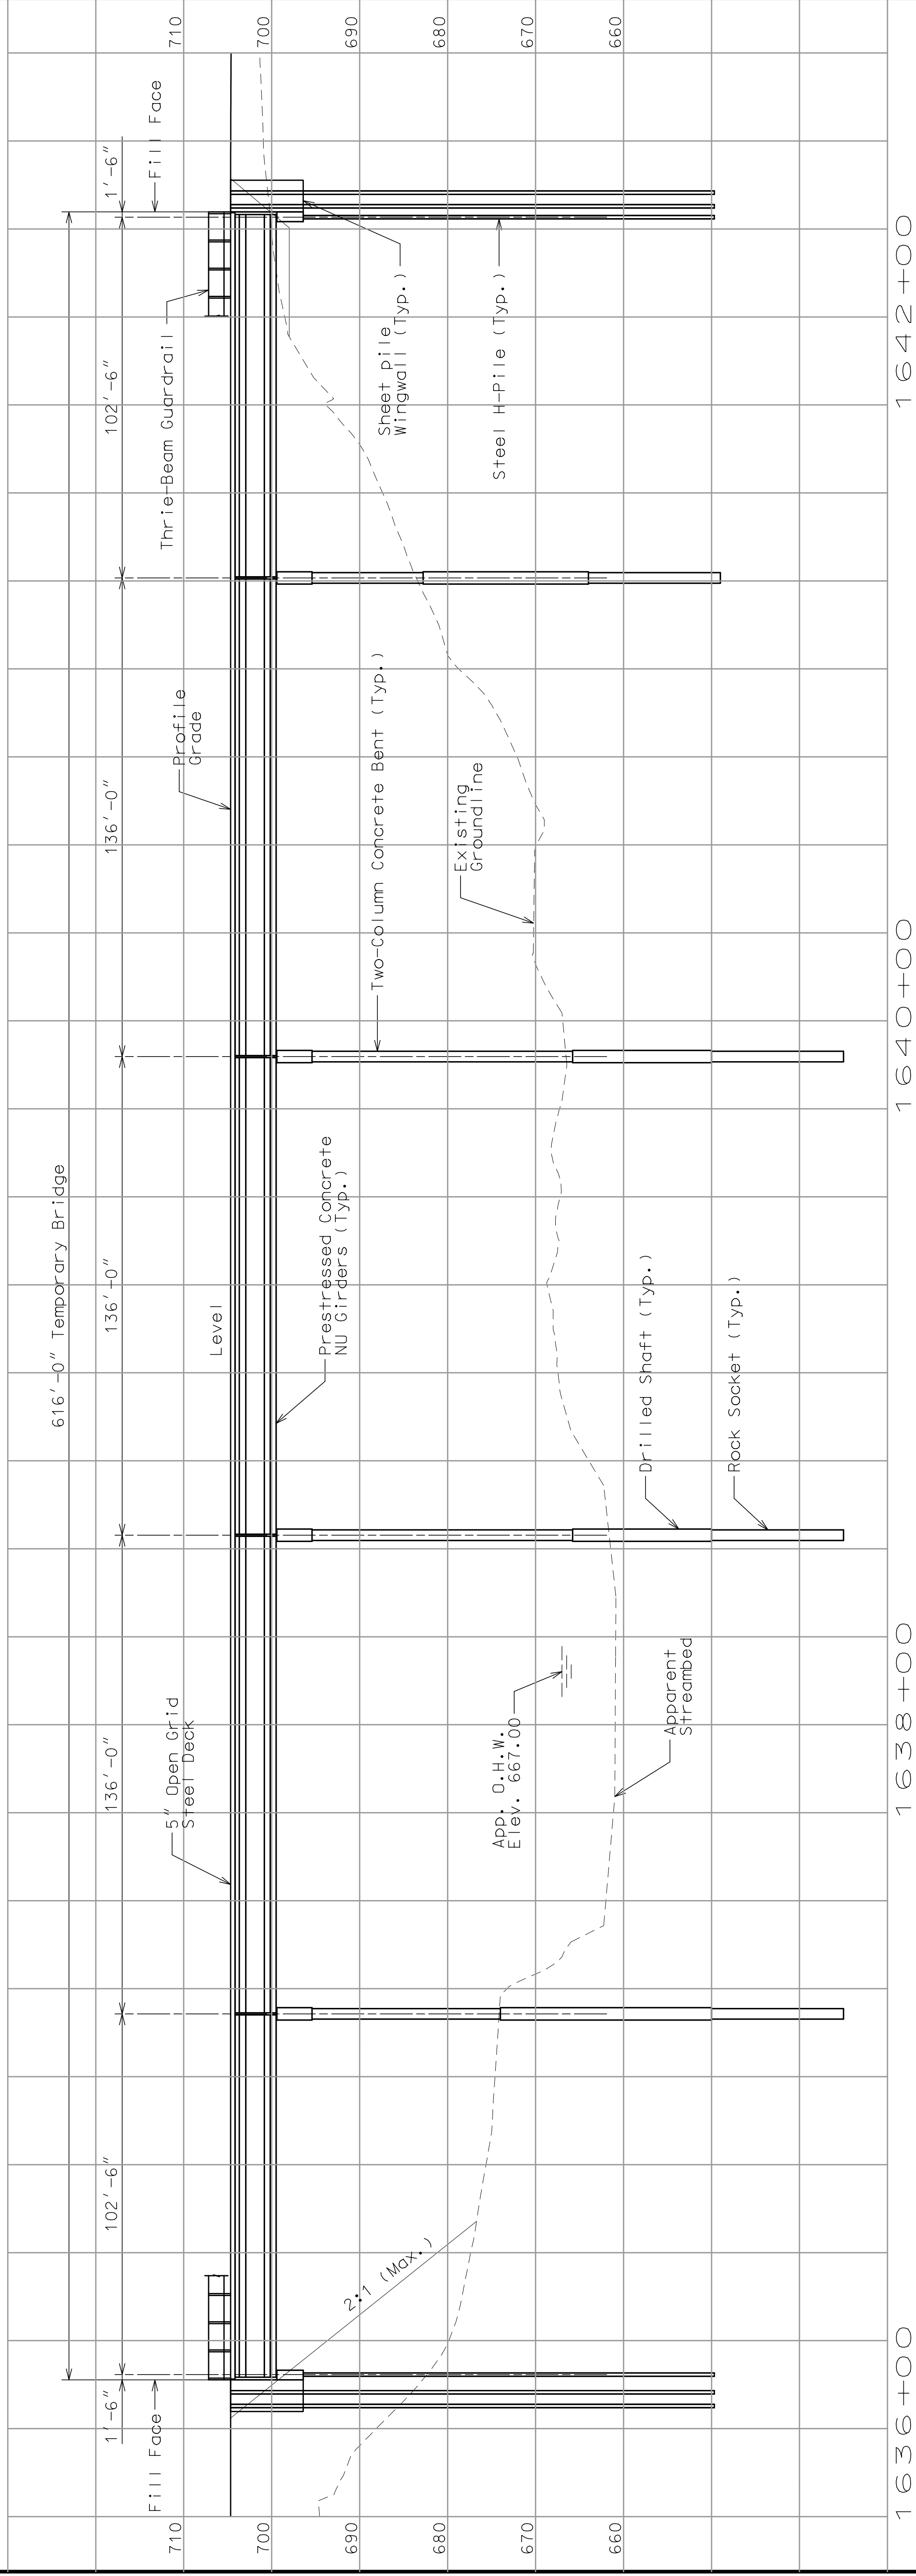 616'-0" Temporary Bridge
1'-6"
102'-6"
136'-0"
136'-0"
136'-0"
102'-6"
1'-6"
Fill Face
Fill Face
5" Open Grid
Steel Deck
Level
Profile
Grade
Thrie-Beam Guardrail
710
700
690
680
670
660
710
700
690
680
670
660
2:1 (Max.)
Prestressed Concrete
NU Girders (Typ.)
Two-Column Concrete Bent (Typ.)
Sheet pile
Wingwall (Typ.)
Steel H-Pile (Typ.)
Existing
Groundline
App. O.H.W.
Elev. 667.00
Apparent
Streambed
Drilled Shaft (Typ.)
Rock Socket (Typ.)
1636+00
1638+00
1640+00
1642+00